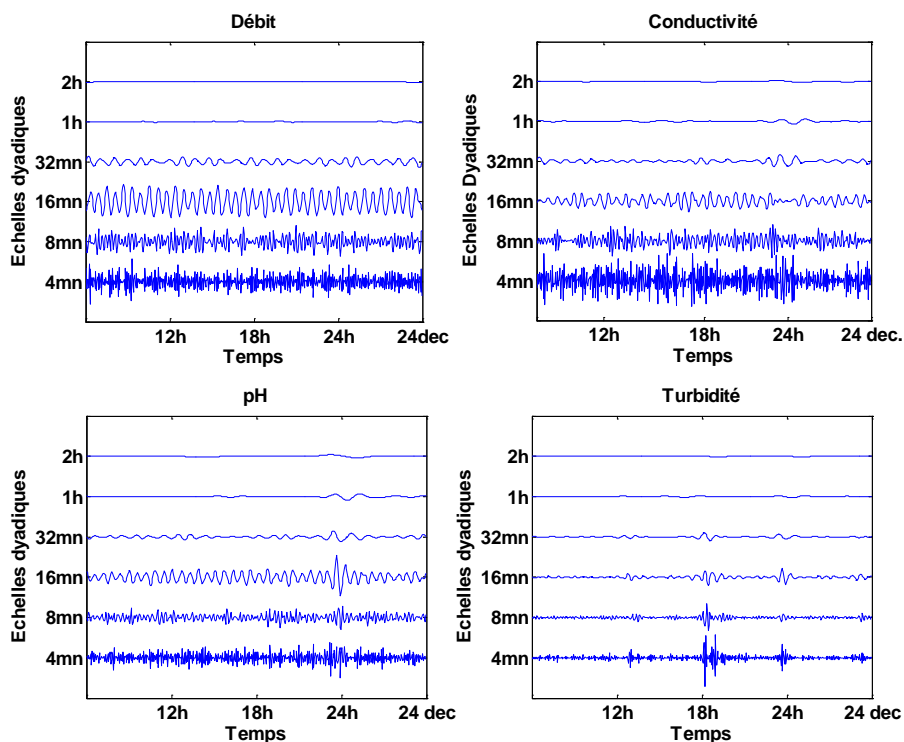 Débit
Echelles dyadiques
2h
1h
32mn
16mn
8mn
4mn
12h 18h 24h 24dec
Temps
Conductivité
Echelles Dyadiques
2h
1h
32mn
16mn
8mn
4mn
12h 18h 24h 24 dec.
Temps
pH
Echelles dyadiques
2h
1h
32mn
16mn
8mn
4mn
12h 18h 24h 24 dec
Temps
Turbidité
Echelles dyadiques
2h
1h
32mn
16mn
8mn
4mn
12h 18h 24h 24 dec
Temps